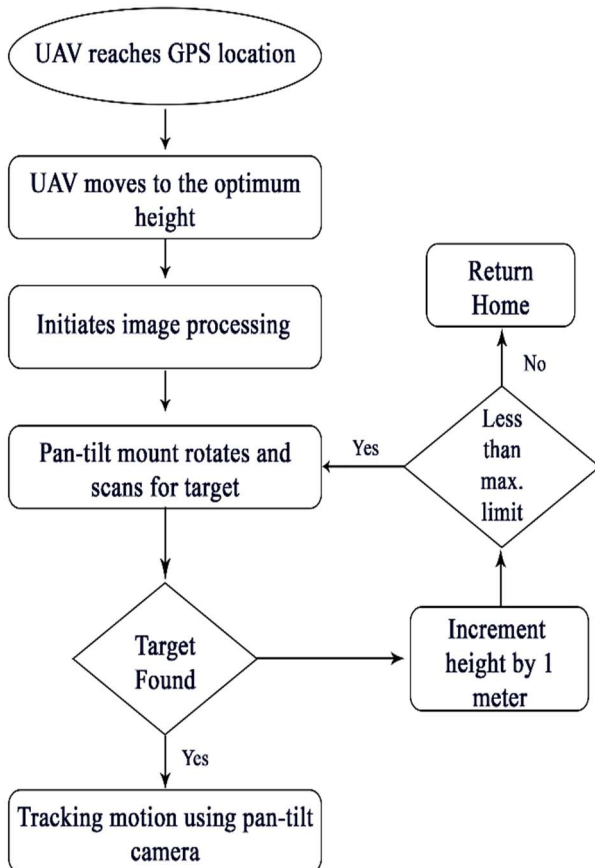 UAV reaches GPS location
UAV moves to the optimum
height
Initiates image processing
Pan-tilt mount rotates and
scans for target
Target
Found
Yes
Tracking motion using pan-tilt
camera
Increment
height by 1
meter
Less
than
max.
limit
Yes
No
Return
Home